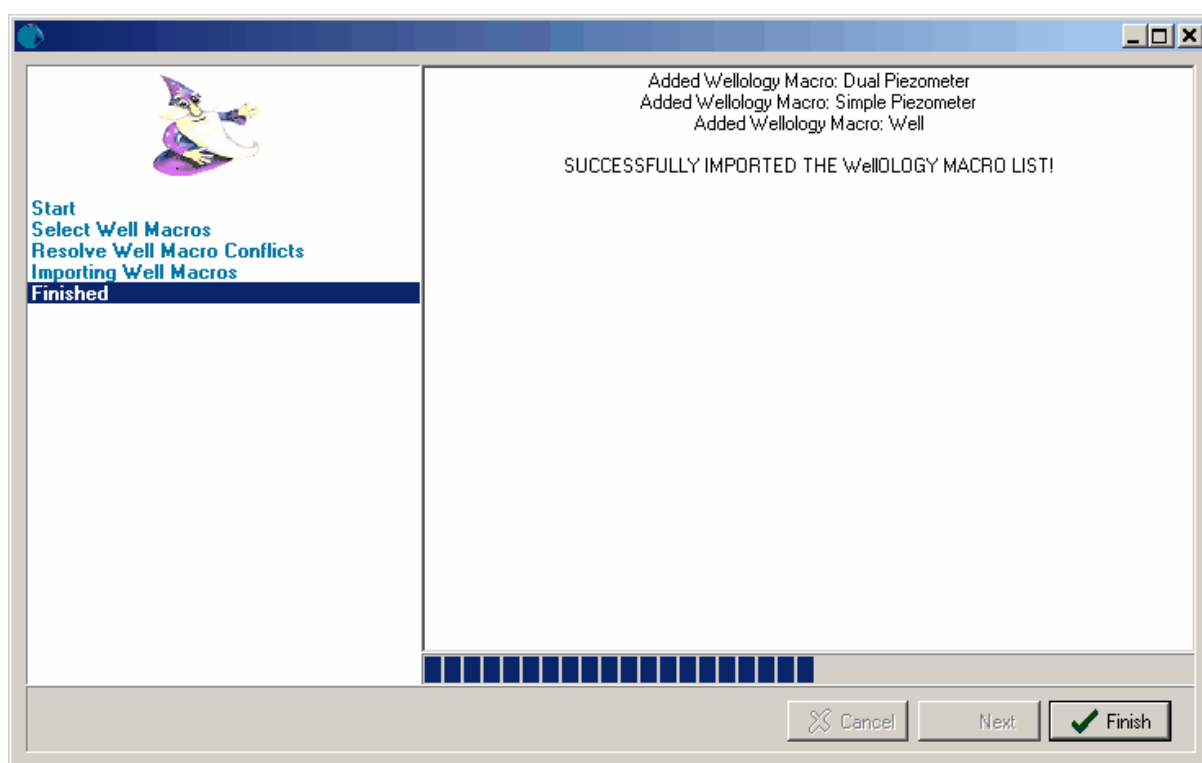 Start
Select Well Macros
Resolve Well Macro Conflicts
Importing Well Macros
Finished
Added Wellology Macro: Dual Piezometer
Added Wellology Macro: Simple Piezometer
Added Wellology Macro: Well
SUCCESSFULLY IMPORTED THE WellOLOGY MACRO LIST!
Cancel
Next
Finish